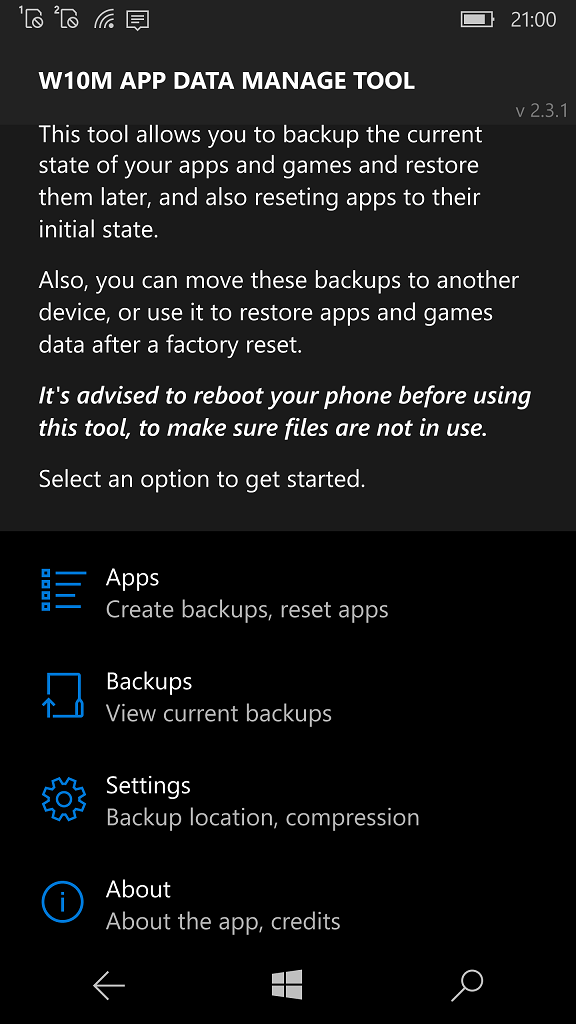 1 2 21:00
W10M APP DATA MANAGE TOOL
v 2.3.1
This tool allows you to backup the current
state of your apps and games and restore
them later, and also reseting apps to their
initial state.
Also, you can move these backups to another
device, or use it to restore apps and games
data after a factory reset.
It's advised to reboot your phone before using
this tool, to make sure files are not in use.
Select an option to get started.
Apps
Create backups, reset apps
Backups
View current backups
Settings
Backup location, compression
About
About the app, credits